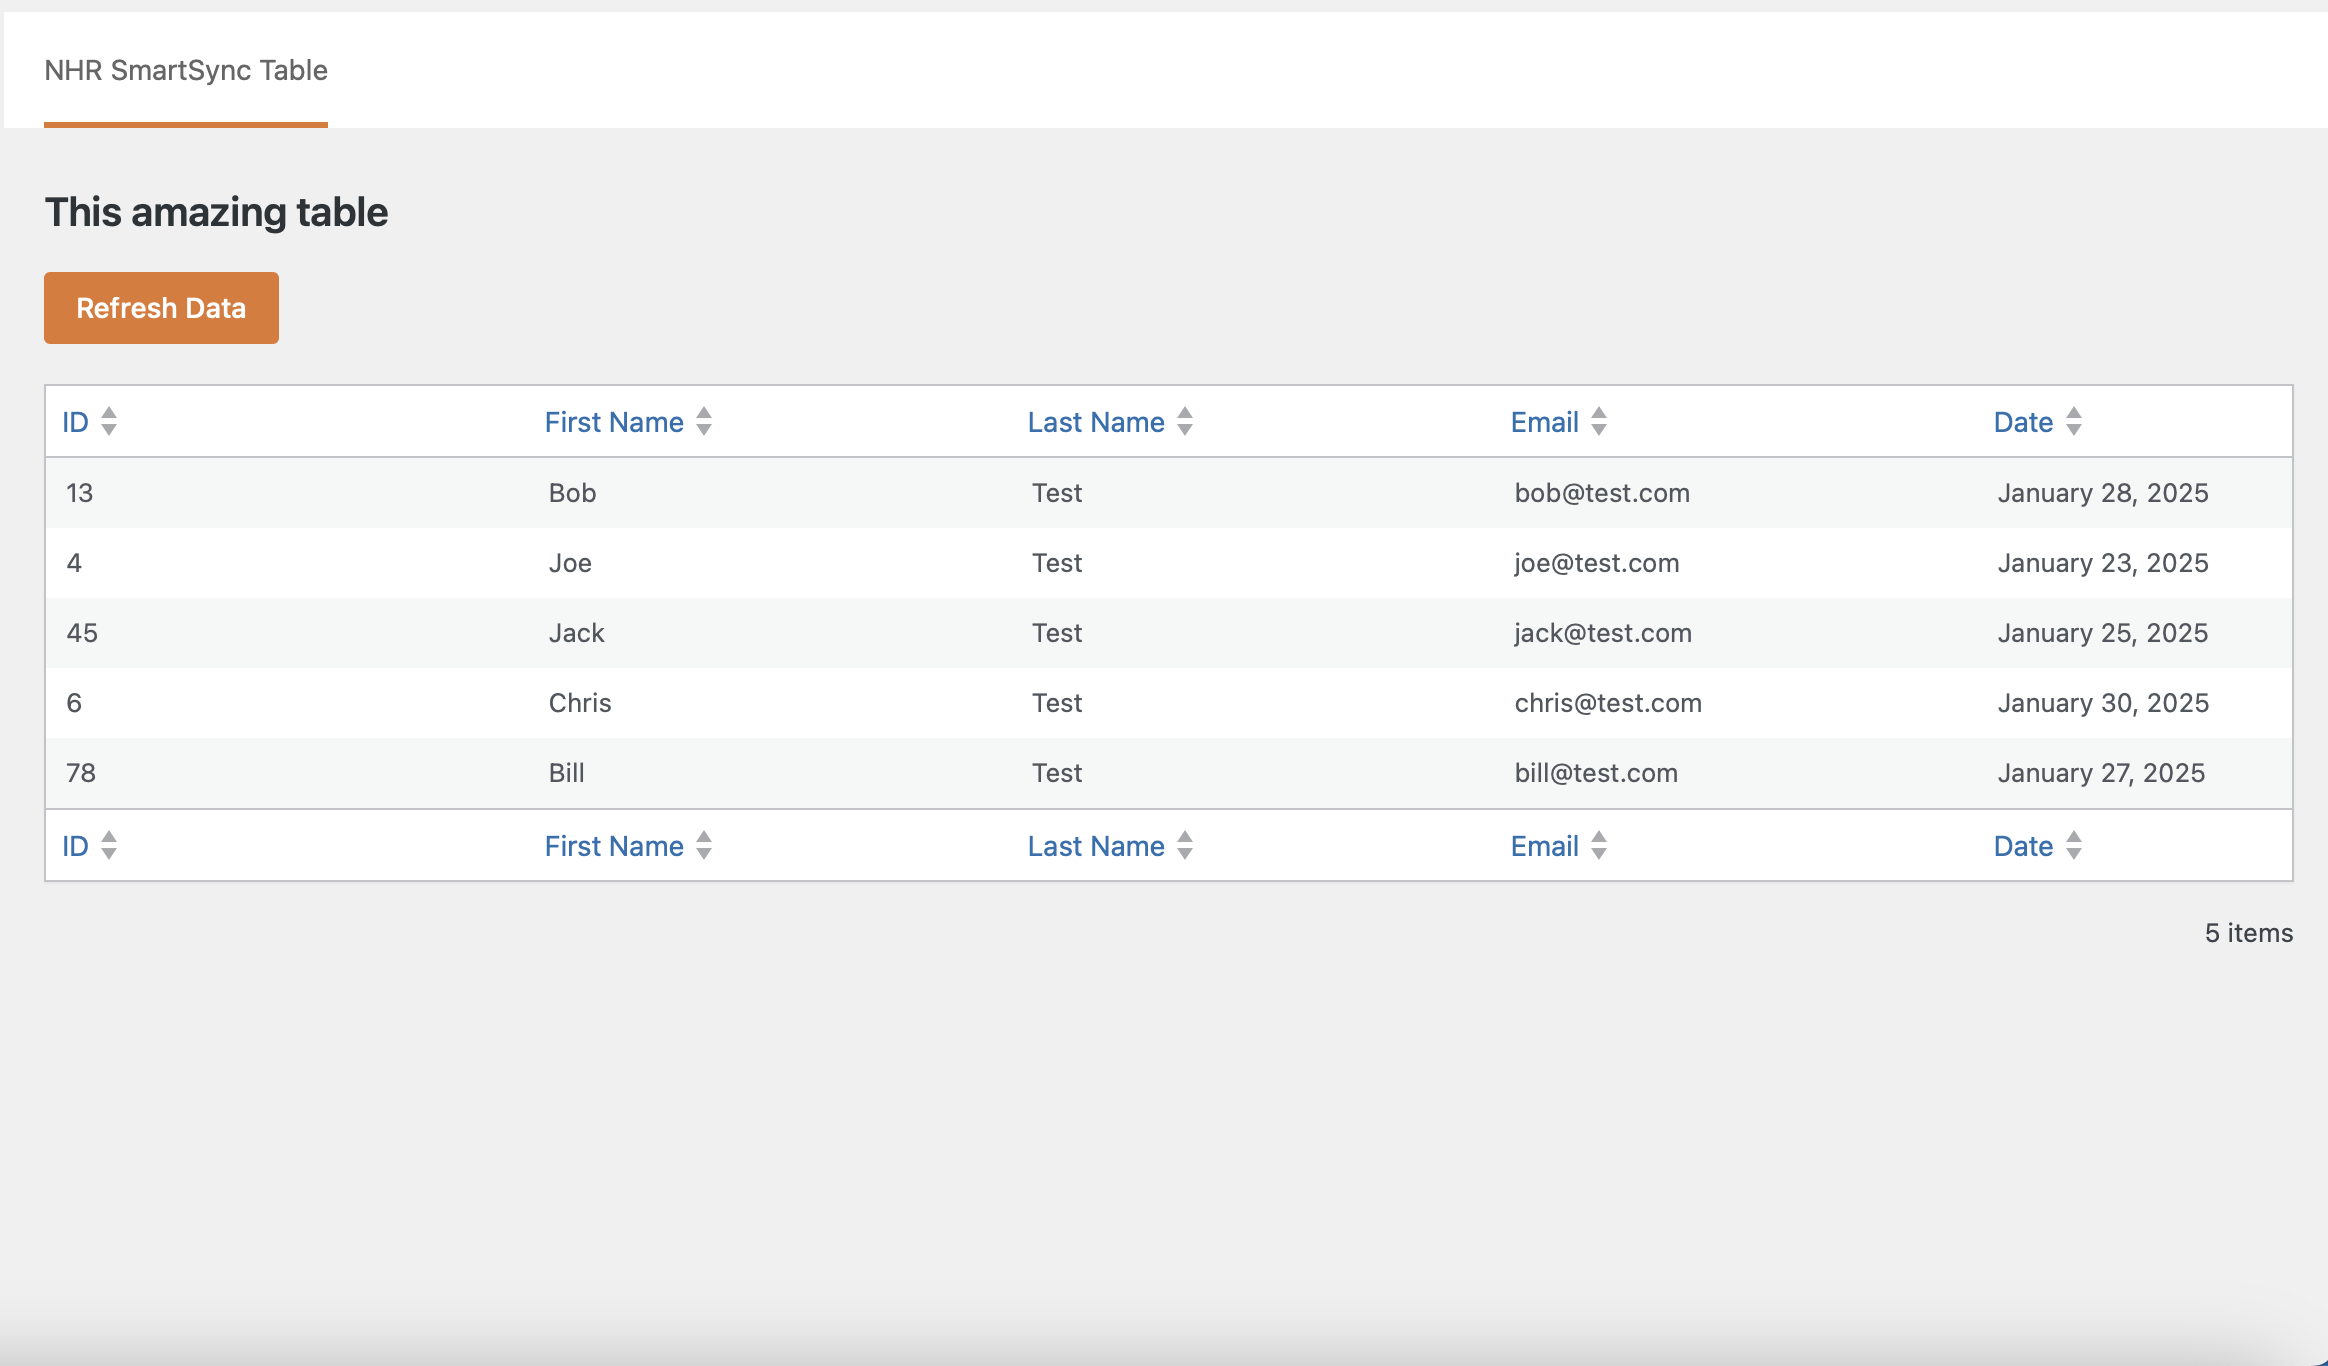 NHR SmartSync Table
This amazing table
Refresh Data
ID First Name Last Name Email Date
13 Bob Test bob@test.com January 28, 2025
4 Joe Test joe@test.com January 23, 2025
45 Jack Test jack@test.com January 25, 2025
6 Chris Test chris@test.com January 30, 2025
78 Bill Test bill@test.com January 27, 2025
ID First Name Last Name Email Date
5 items